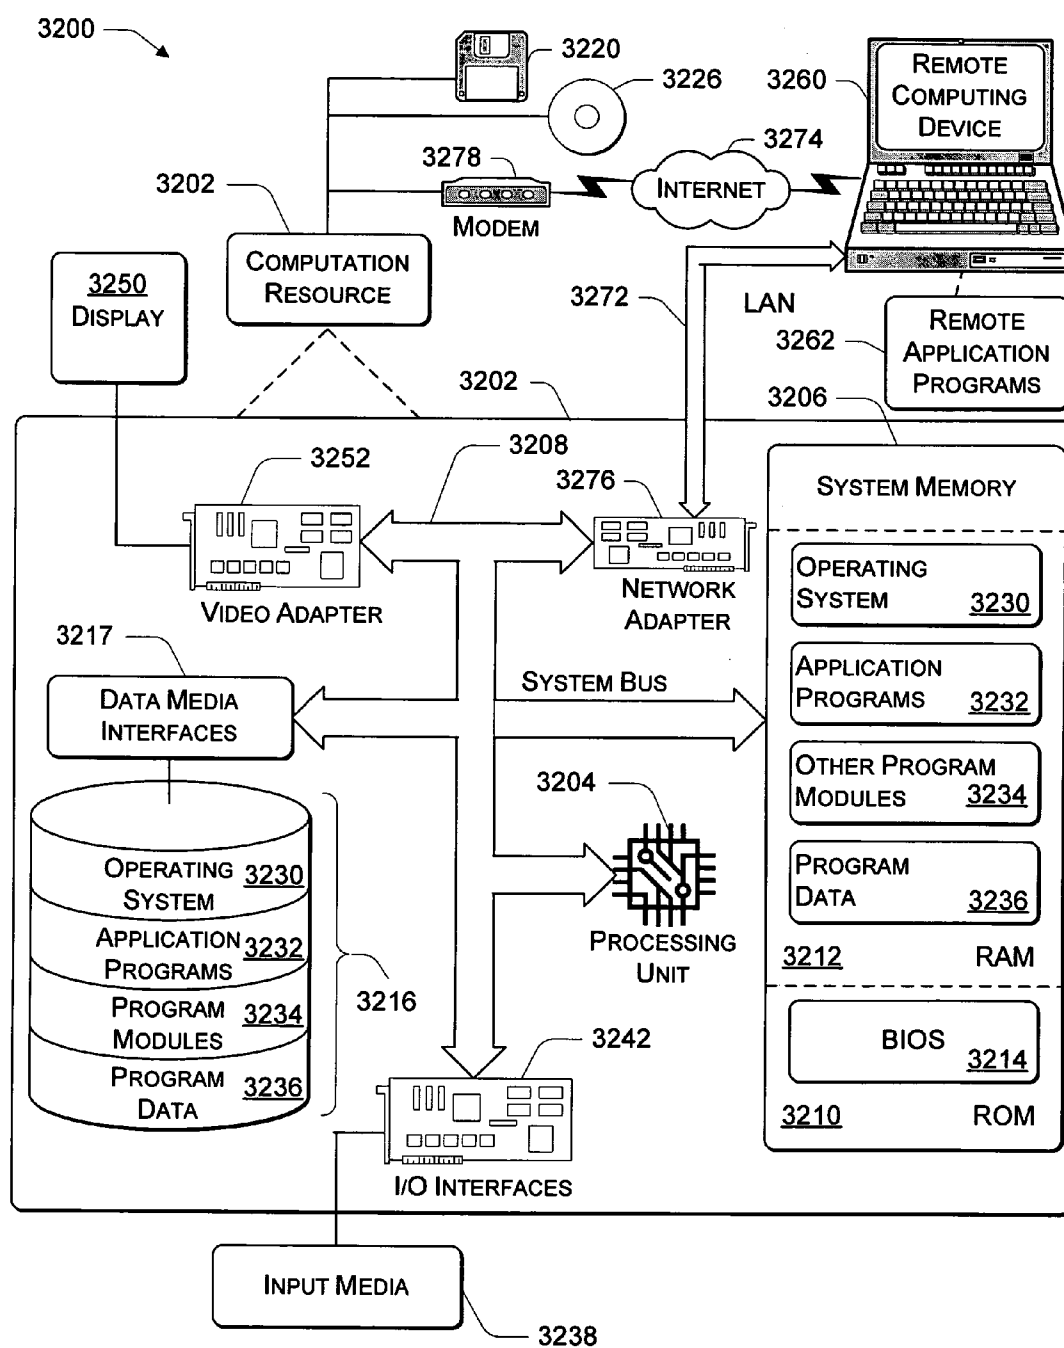 3200
3220
3226
3260
REMOTE
COMPUTING
DEVICE
3274
INTERNET
3278
MODEM
3202
COMPUTATION
RESOURCE
3250
DISPLAY
3272
LAN
3262
REMOTE
APPLICATION
PROGRAMS
3202
3206
SYSTEM MEMORY
3208
3252
VIDEO ADAPTER
3276
NETWORK
ADAPTER
OPERATING
SYSTEM 3230
APPLICATION
PROGRAMS 3232
OTHER PROGRAM
MODULES 3234
PROGRAM
DATA 3236
3212 RAM
BIOS 3214
3210 ROM
3217
DATA MEDIA
INTERFACES
SYSTEM BUS
3204
PROCESSING
UNIT
OPERATING
SYSTEM 3230
APPLICATION
PROGRAMS 3232
PROGRAM
MODULES 3234
PROGRAM
DATA 3236
3216
3242
I/O INTERFACES
INPUT MEDIA
3238